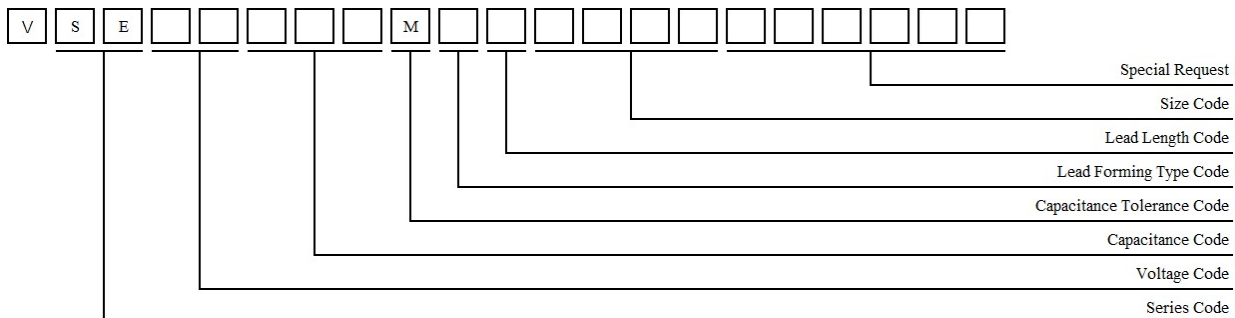 V S E M
Special Request
Size Code
Lead Length Code
Lead Forming Type Code
Capacitance Tolerance Code
Capacitance Code
Voltage Code
Series Code